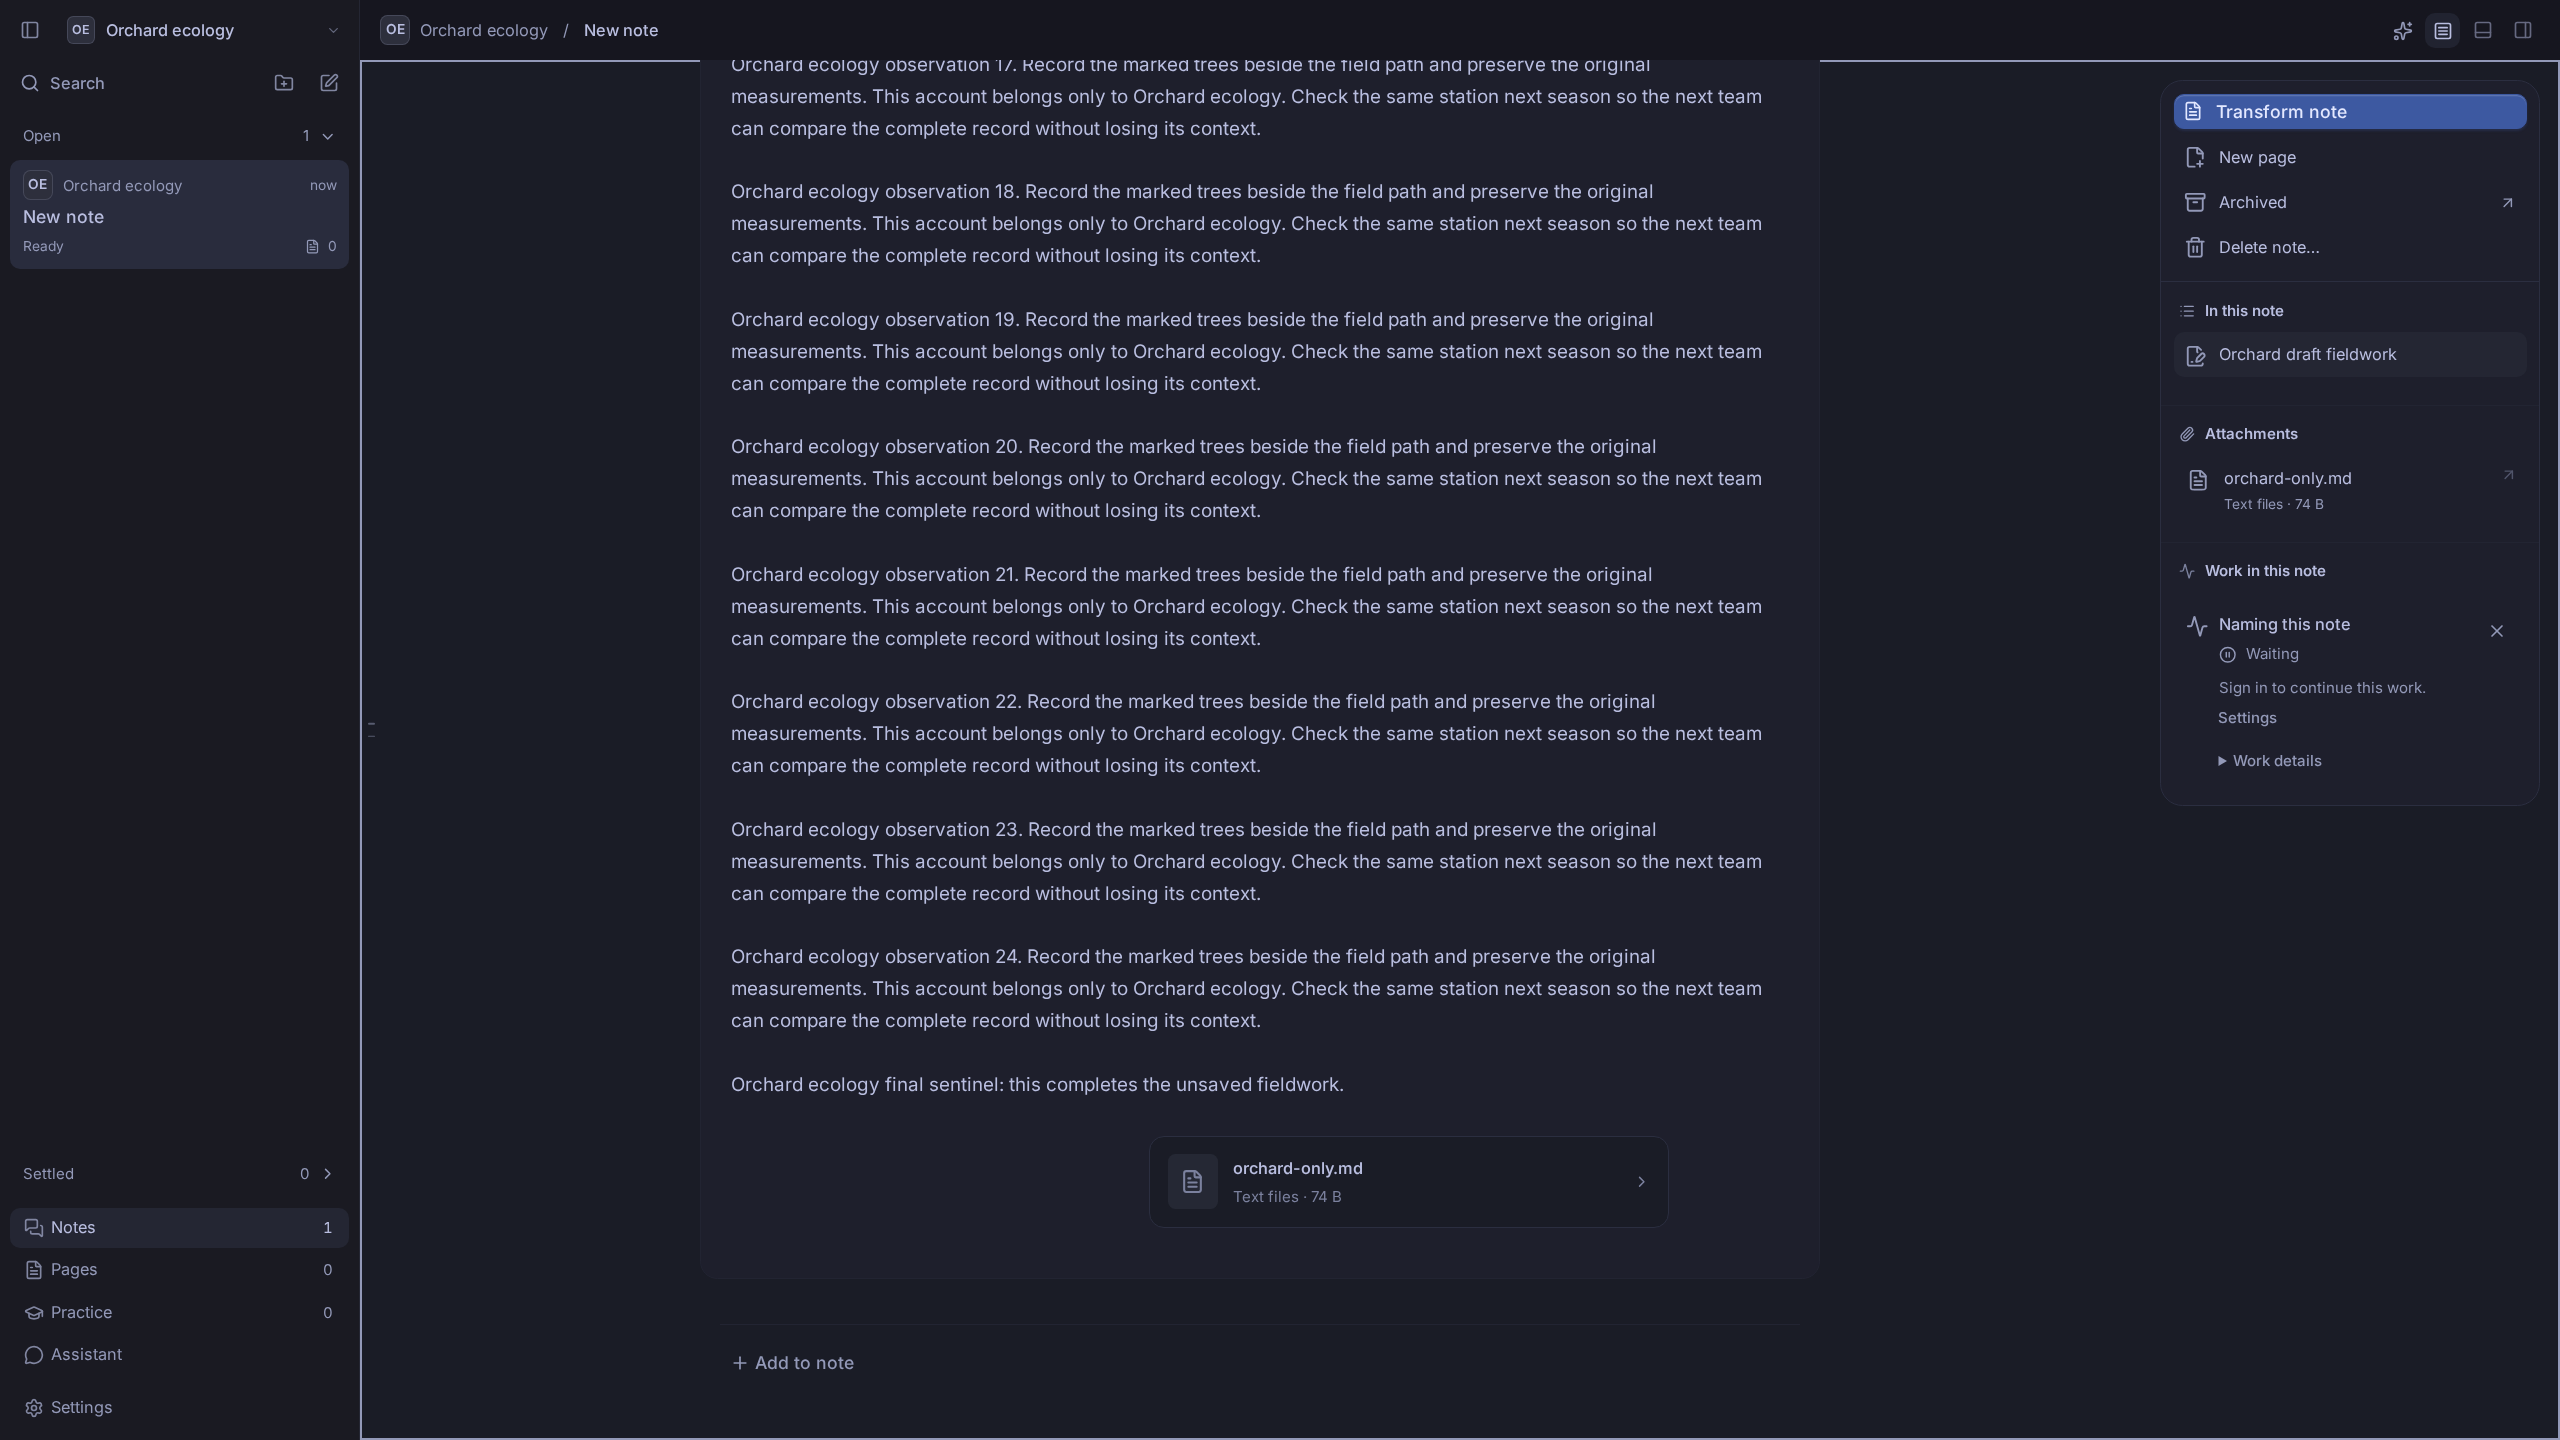 OE Orchard ecology
Search
Open 1
OE Orchard ecology now
New note
Ready 0
Settled 0
Notes 1
Pages 0
Practice 0
Assistant
Settings
OE Orchard ecology / New note
Orchard ecology observation 17. Record the marked trees beside the field path and preserve the original
measurements. This account belongs only to Orchard ecology. Check the same station next season so the next team
can compare the complete record without losing its context.
Orchard ecology observation 18. Record the marked trees beside the field path and preserve the original
measurements. This account belongs only to Orchard ecology. Check the same station next season so the next team
can compare the complete record without losing its context.
Orchard ecology observation 19. Record the marked trees beside the field path and preserve the original
measurements. This account belongs only to Orchard ecology. Check the same station next season so the next team
can compare the complete record without losing its context.
Orchard ecology observation 20. Record the marked trees beside the field path and preserve the original
measurements. This account belongs only to Orchard ecology. Check the same station next season so the next team
can compare the complete record without losing its context.
Orchard ecology observation 21. Record the marked trees beside the field path and preserve the original
measurements. This account belongs only to Orchard ecology. Check the same station next season so the next team
can compare the complete record without losing its context.
Orchard ecology observation 22. Record the marked trees beside the field path and preserve the original
measurements. This account belongs only to Orchard ecology. Check the same station next season so the next team
can compare the complete record without losing its context.
Orchard ecology observation 23. Record the marked trees beside the field path and preserve the original
measurements. This account belongs only to Orchard ecology. Check the same station next season so the next team
can compare the complete record without losing its context.
Orchard ecology observation 24. Record the marked trees beside the field path and preserve the original
measurements. This account belongs only to Orchard ecology. Check the same station next season so the next team
can compare the complete record without losing its context.
Orchard ecology final sentinel: this completes the unsaved fieldwork.
orchard-only.md
Text files · 74 B
Add to note
Transform note
New page
Archived
Delete note...
In this note
Orchard draft fieldwork
Attachments
orchard-only.md
Text files · 74 B
Work in this note
Naming this note
Waiting
Sign in to continue this work.
Settings
Work details